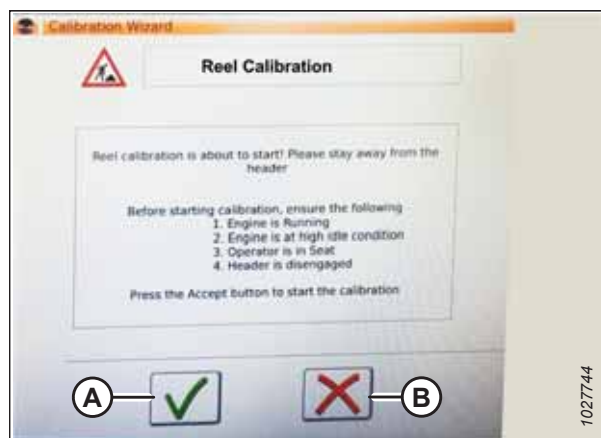 Calibration Wizard
Reel Calibration
Reel calibration is about to start! Please stay away from the
header
Before starting calibration, ensure the following
1. Engine is Running
2. Engine is at high idle condition
3. Operator is in Seat
4. Header is disengaged
Press the Accept button to start the calibration
A
B
1027744